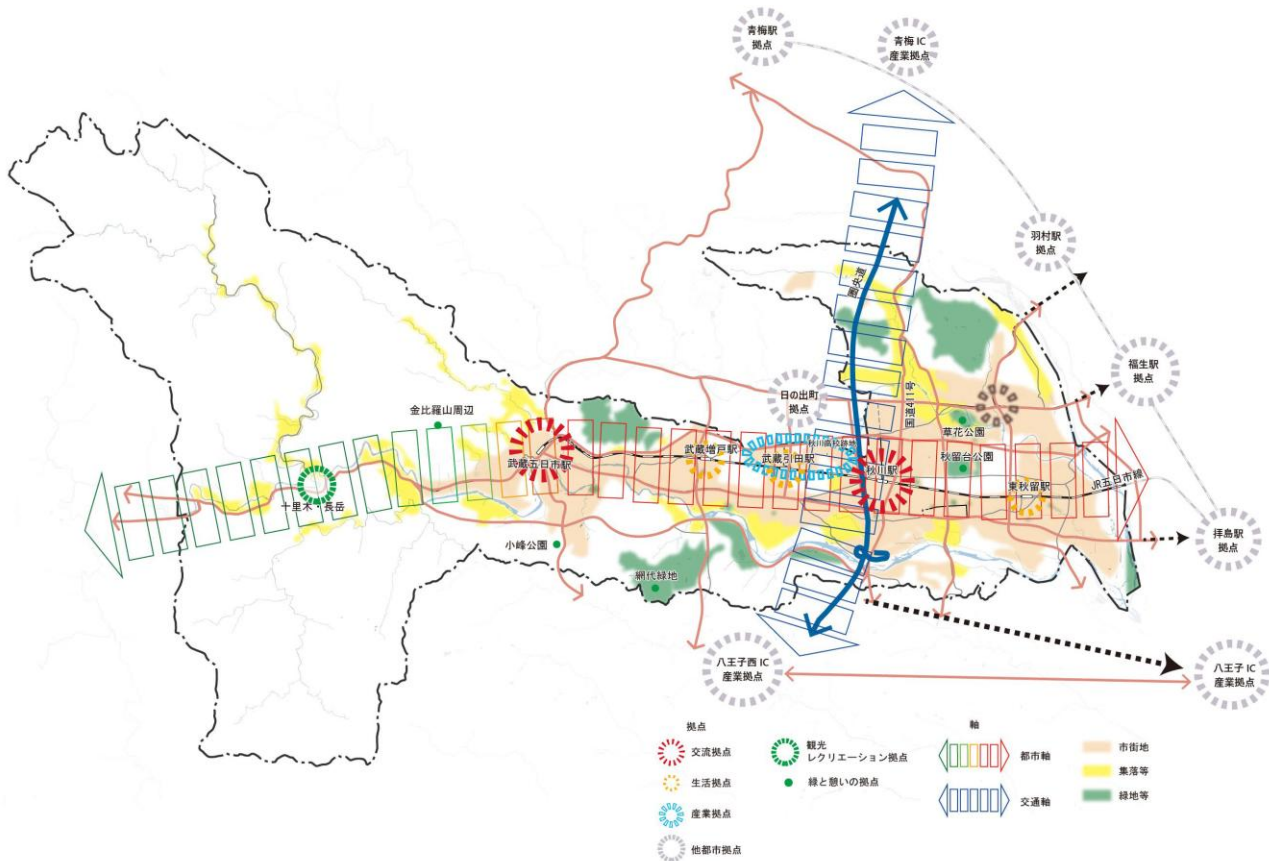 青梅駅
拠点
青梅 IC
産業拠点
羽村駅
拠点
圏央道
福生駅
拠点
日の出町
拠点
国道411号
金比羅山周辺
草花公園
武蔵五日市駅
武蔵増戸駅
武蔵引田駅
秋川高校跡地
秋川駅
秋留台公園
東秋留駅
JR五日市線
十里木・長岳
小峰公園
網代緑地
拝島駅
拠点
八王子西 IC
産業拠点
八王子 IC
産業拠点
拠点
交流拠点
生活拠点
産業拠点
他都市拠点
観光
レクリエーション拠点
緑と憩いの拠点
軸
都市軸
交通軸
市街地
集落等
緑地等